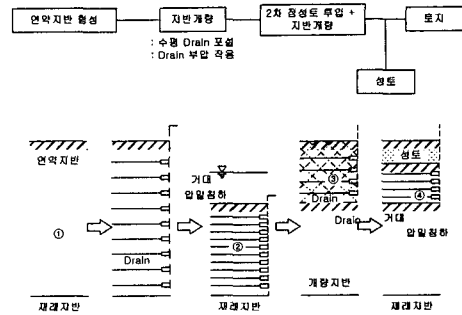 연약지반 형성
지반개량
2차 점성토 투입 +
지반개량
토지
: 수평 Drain 포설
: Drain 부압 작용
성토
연약지반
거대
압밀침하
성토
①
②
③
④
Drain
Drain
Drain
거대
압밀침하
개량지반
재래지반
재래지반
재래지반